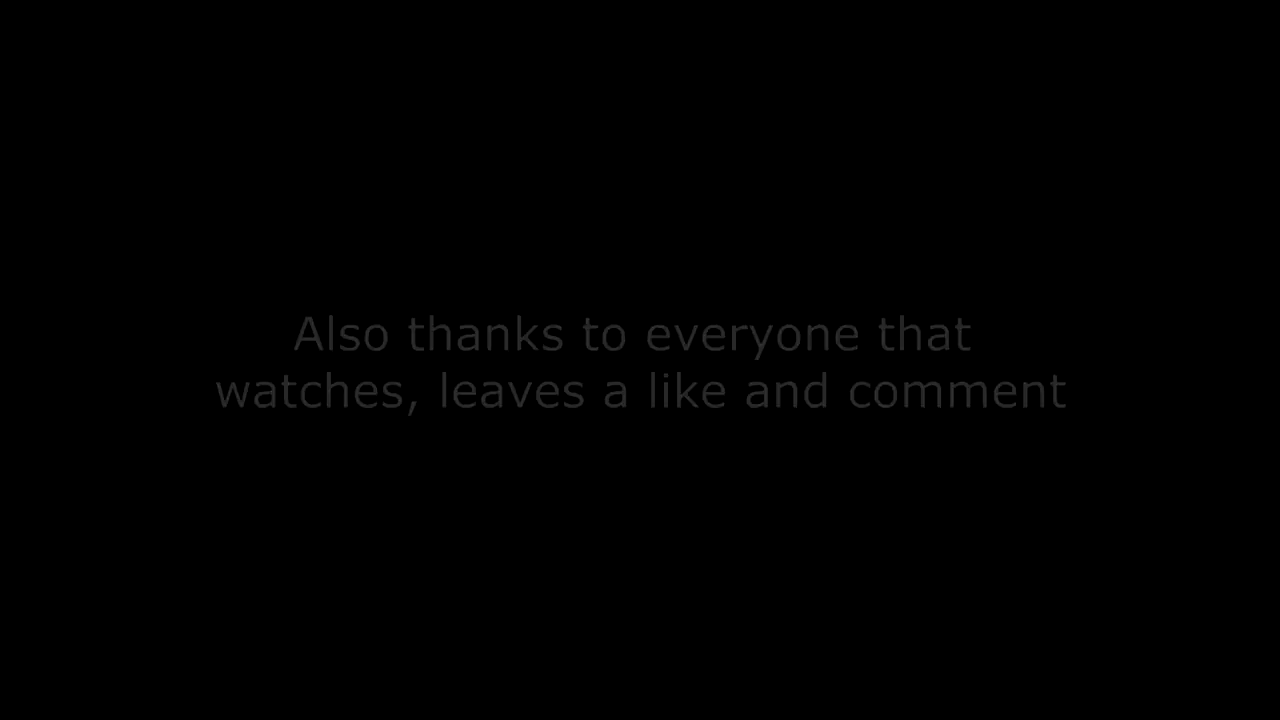 Also thanks to everyone that
watches, leaves a like and comment